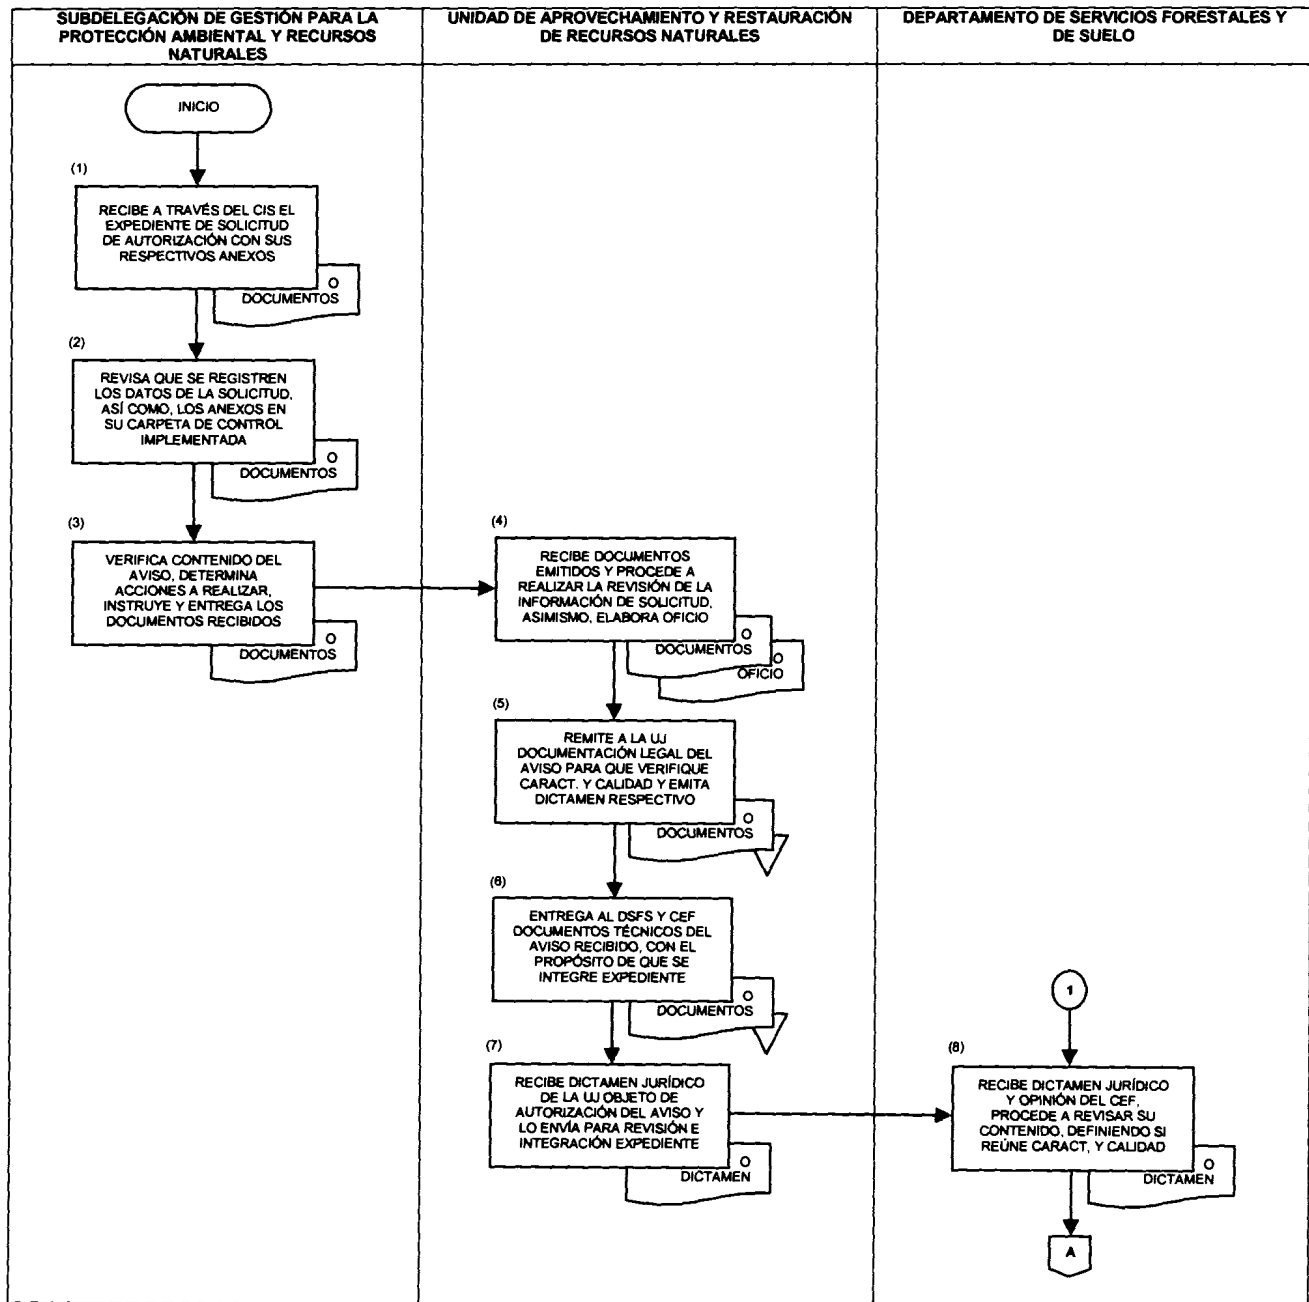 SUBDELEGACIÓN DE GESTIÓN PARA LA
PROTECCIÓN AMBIENTAL Y RECURSOS
NATURALES
UNIDAD DE APROVECHAMIENTO Y RESTAURACIÓN
DE RECURSOS NATURALES
DEPARTAMENTO DE SERVICIOS FORESTALES Y
DE SUELO
INICIO
(1)
RECIBE A TRAVÉS DEL CIS EL
EXPEDIENTE DE SOLICITUD
DE AUTORIZACIÓN CON SUS
RESPECTIVOS ANEXOS
O
DOCUMENTOS
(2)
REVISA QUE SE REGISTREN
LOS DATOS DE LA SOLICITUD,
ASÍ COMO, LOS ANEXOS EN
SU CARPETA DE CONTROL
IMPLEMENTADA
O
DOCUMENTOS
(3)
VERIFICA CONTENIDO DEL
AVISO, DETERMINA
ACCIONES A REALIZAR,
INSTRUYE Y ENTREGA LOS
DOCUMENTOS RECIBIDOS
O
DOCUMENTOS
(4)
RECIBE DOCUMENTOS
EMITIDOS Y PROCEDE A
REALIZAR LA REVISIÓN DE LA
INFORMACIÓN DE SOLICITUD,
ASIMISMO, ELABORA OFICIO
O
DOCUMENTOS
O
OFICIO
(5)
REMITE A LA UJ
DOCUMENTACIÓN LEGAL DEL
AVISO PARA QUE VERIFIQUE
CARACT. Y CALIDAD Y EMITA
DICTAMEN RESPECTIVO
O
DOCUMENTOS
(6)
ENTREGA AL DSFS Y CEF
DOCUMENTOS TÉCNICOS DEL
AVISO RECIBIDO, CON EL
PROPÓSITO DE QUE SE
INTEGRE EXPEDIENTE
O
DOCUMENTOS
(7)
RECIBE DICTAMEN JURÍDICO
DE LA UJ OBJETO DE
AUTORIZACIÓN DEL AVISO Y
LO ENVÍA PARA REVISIÓN E
INTEGRACIÓN EXPEDIENTE
O
DICTAMEN
1
(8)
RECIBE DICTAMEN JURÍDICO
Y OPINIÓN DEL CEF,
PROCEDE A REVISAR SU
CONTENIDO, DEFINIENDO SI
REÚNE CARACT, Y CALIDAD
O
DICTAMEN
A